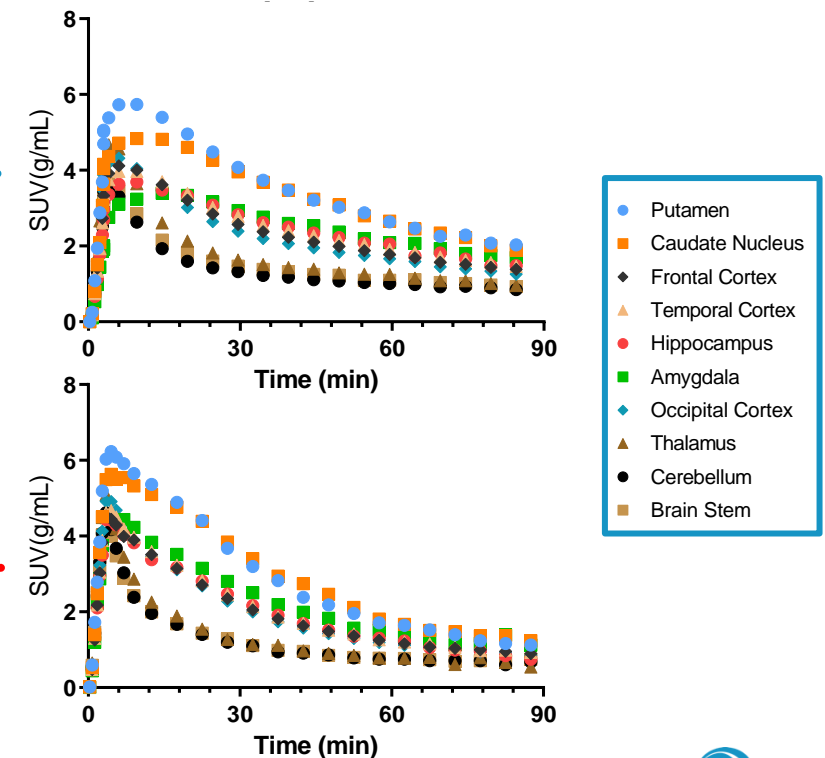 8
6
4
2
0
SUV(g/mL)
0 30 60 90
Time (min)
8
6
4
2
0
SUV(g/mL)
0 30 60 90
Time (min)
Putamen
Caudate Nucleus
Frontal Cortex
Temporal Cortex
Hippocampus
Amygdala
Occipital Cortex
Thalamus
Cerebellum
Brain Stem